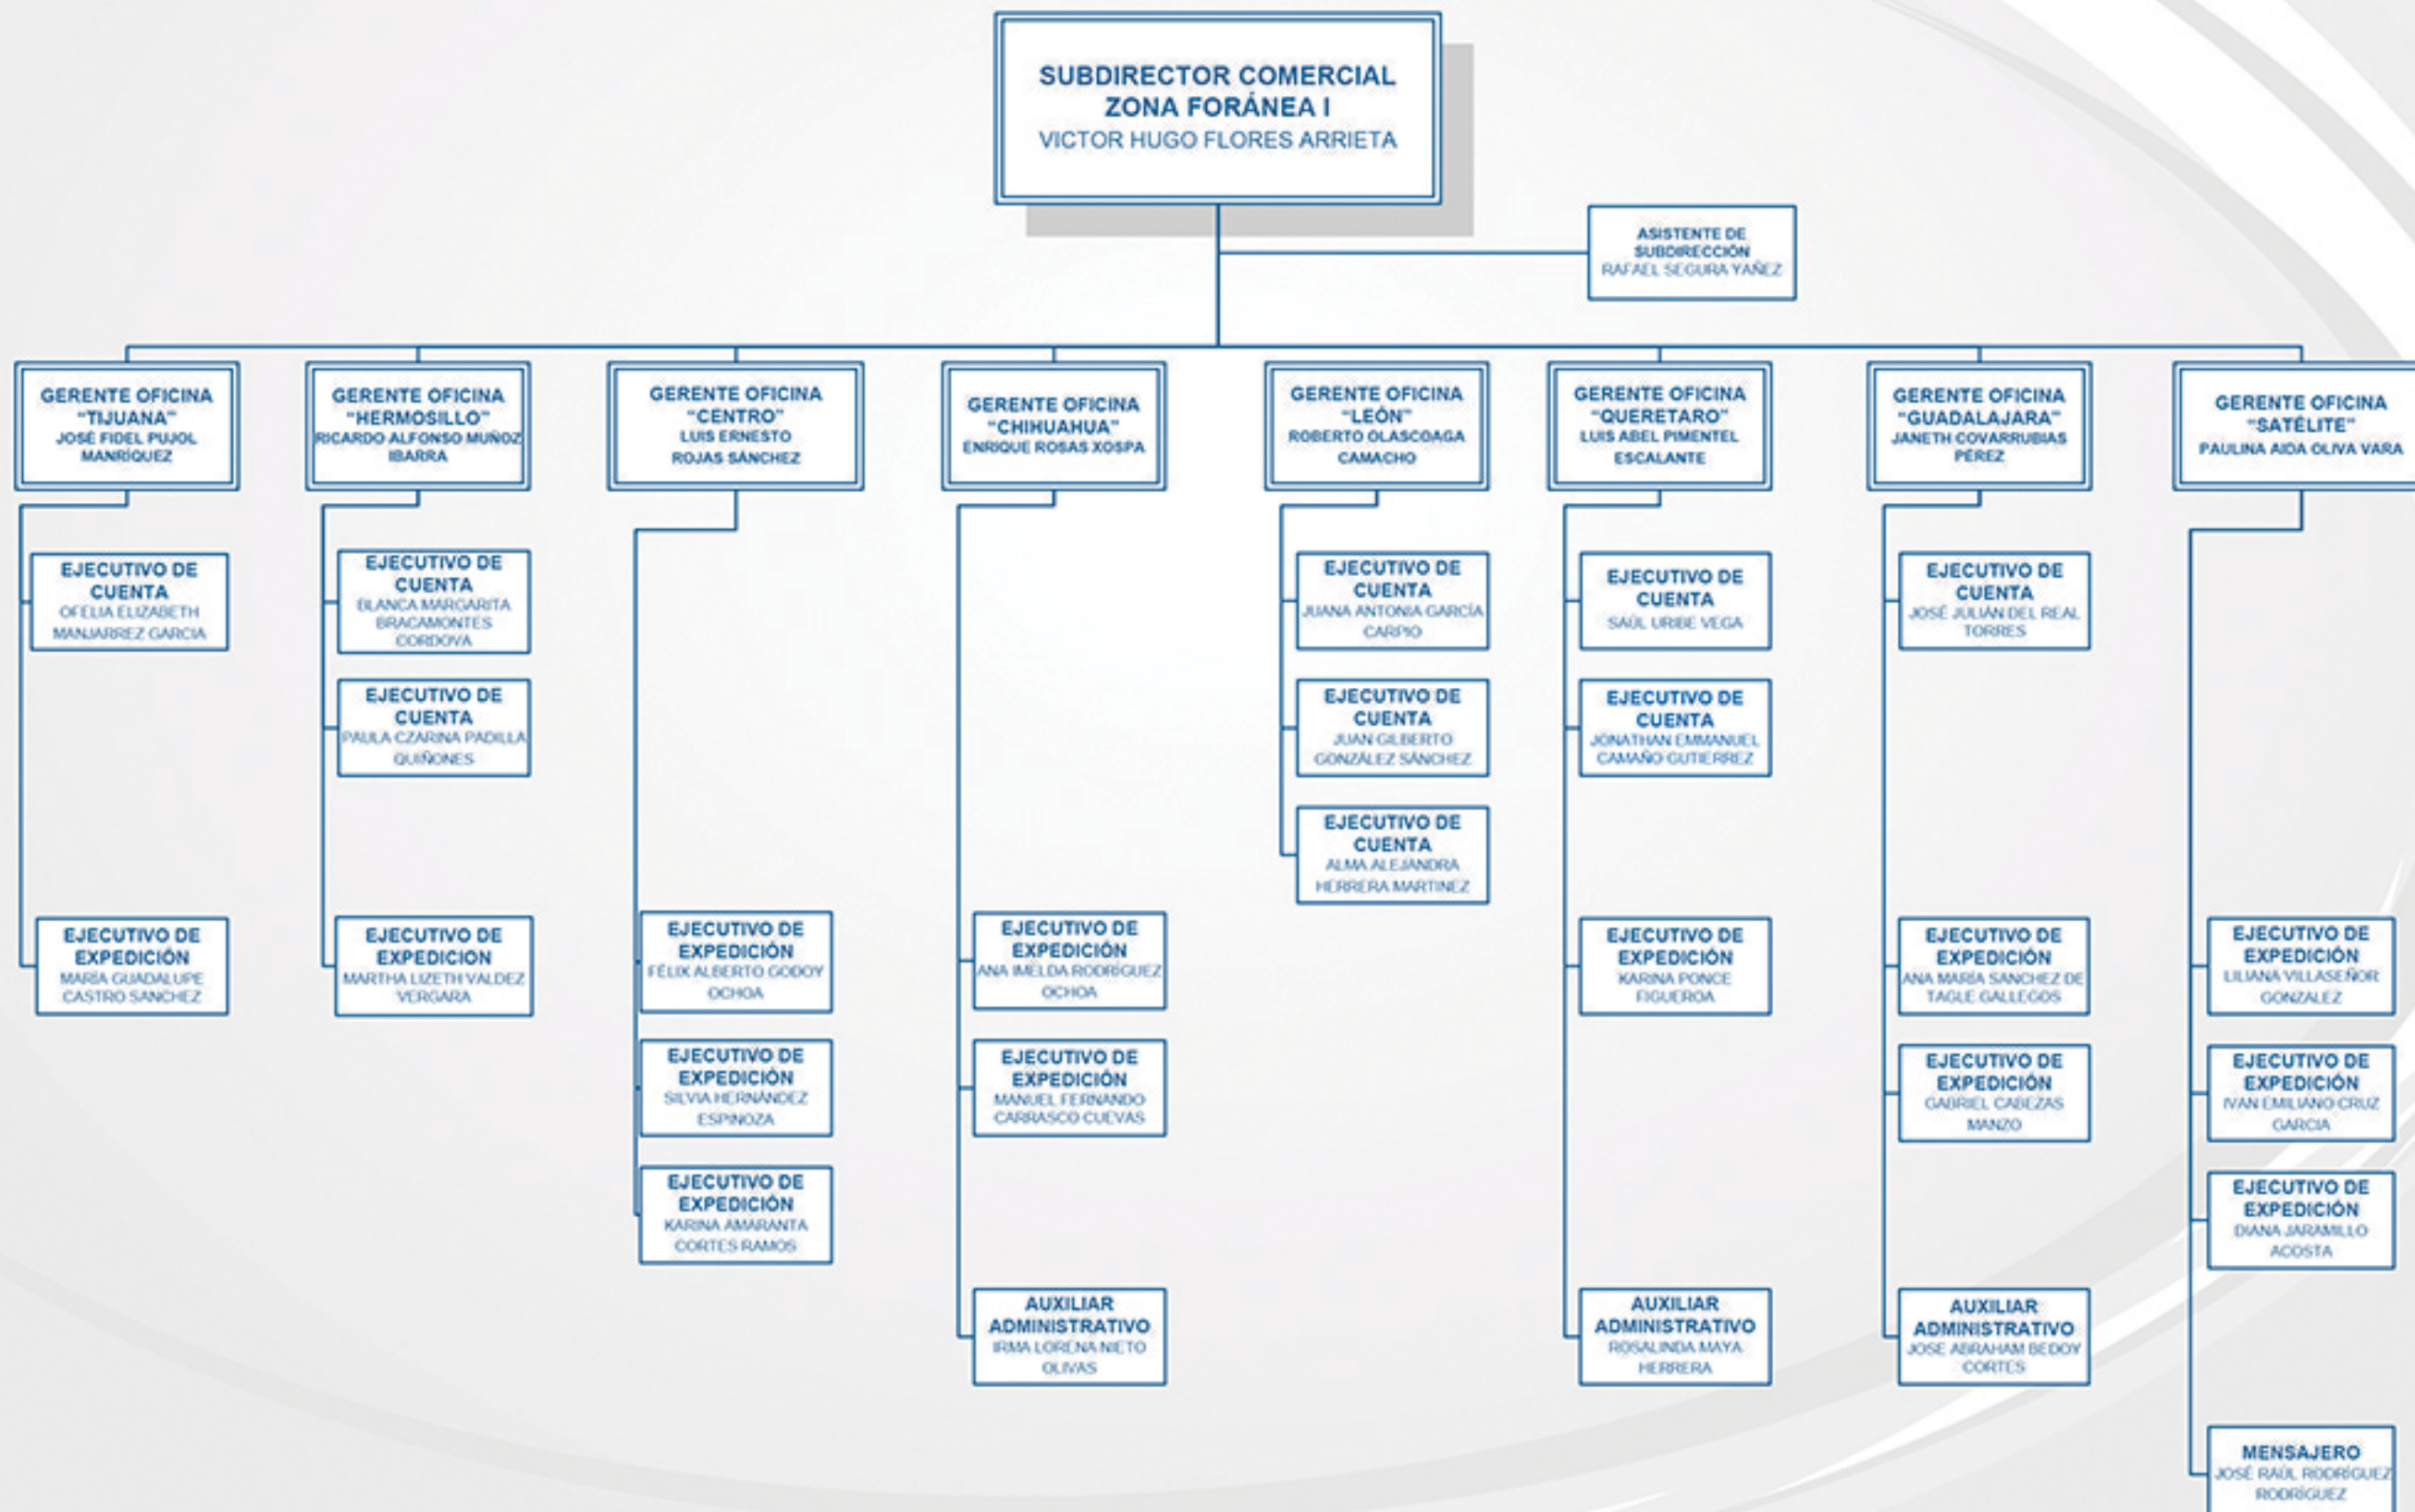 SUBDIRECTOR COMERCIAL
ZONA FORÁNEA I
VICTOR HUGO FLORES ARRIETA
ASISTENTE DE
SUBDIRECCIÓN
RAFAEL SEGURA YAÑEZ
GERENTE OFICINA
"TIJUANA"
JOSÉ FIDEL PUJOL
MANRÍQUEZ
GERENTE OFICINA
"HERMOSILLO"
RICARDO ALFONSO MUÑOZ
IBARRA
GERENTE OFICINA
"CENTRO"
LUIS ERNESTO
ROJAS SÁNCHEZ
GERENTE OFICINA
"CHIHUAHUA"
ENRIQUE ROSAS XOSPA
GERENTE OFICINA
"LEÓN"
ROBERTO OLASCOAGA
CAMACHO
GERENTE OFICINA
"QUERETARO"
LUIS ABEL PIMENTEL
ESCALANTE
GERENTE OFICINA
"GUADALAJARA"
JANETH COVARRUBIAS
PÉREZ
GERENTE OFICINA
"SATÉLITE"
PAULINA AIDA OLIVA VARA
EJECUTIVO DE
CUENTA
OFELIA ELIZABETH
MANJARREZ GARCIA
EJECUTIVO DE
EXPEDICIÓN
MARÍA GUADALUPE
CASTRO SANCHEZ
EJECUTIVO DE
CUENTA
BLANCA MARGARITA
BRACAMONTES
CORDOVA
EJECUTIVO DE
CUENTA
PAULA CZARINA PADILLA
QUIÑONES
EJECUTIVO DE
EXPEDICION
MARTHA LIZETH VALDEZ
VERGARA
EJECUTIVO DE
EXPEDICIÓN
FÉLIX ALBERTO GODOY
OCHOA
EJECUTIVO DE
EXPEDICIÓN
SILVIA HERNÁNDEZ
ESPINOZA
EJECUTIVO DE
EXPEDICIÓN
KARINA AMARANTA
CORTES RAMOS
EJECUTIVO DE
EXPEDICIÓN
ANA IMELDA RODRÍGUEZ
OCHOA
EJECUTIVO DE
EXPEDICIÓN
MANUEL FERNANDO
CARRASCO CUEVAS
AUXILIAR
ADMINISTRATIVO
IRMA LORENA NIETO
OLIVAS
EJECUTIVO DE
CUENTA
JUANA ANTONIA GARCÍA
CARPIO
EJECUTIVO DE
CUENTA
JUAN GILBERTO
GONZÁLEZ SÁNCHEZ
EJECUTIVO DE
CUENTA
ALMA ALEJANDRA
HERRERA MARTINEZ
EJECUTIVO DE
CUENTA
SAÚL URIBE VEGA
EJECUTIVO DE
CUENTA
JONATHAN EMMANUEL
CAMAÑO GUTIERREZ
EJECUTIVO DE
EXPEDICIÓN
KARINA PONCE
FIGUEROA
AUXILIAR
ADMINISTRATIVO
ROSALINDA MAYA
HERRERA
EJECUTIVO DE
CUENTA
JOSÉ JULIÁN DEL REAL
TORRES
EJECUTIVO DE
EXPEDICIÓN
ANA MARÍA SANCHEZ DE
TAGLE GALLEGOS
EJECUTIVO DE
EXPEDICIÓN
GABRIEL CABEZAS
MANZO
AUXILIAR
ADMINISTRATIVO
JOSE ABRAHAM BEDOY
CORTES
EJECUTIVO DE
EXPEDICIÓN
LILIANA VILLASEÑOR
GONZALEZ
EJECUTIVO DE
EXPEDICIÓN
IVAN EMILIANO CRUZ
GARCIA
EJECUTIVO DE
EXPEDICIÓN
DIANA JARAMILLO
ACOSTA
MENSAJERO
JOSÉ RAÚL RODRÍGUEZ
RODRÍGUEZ